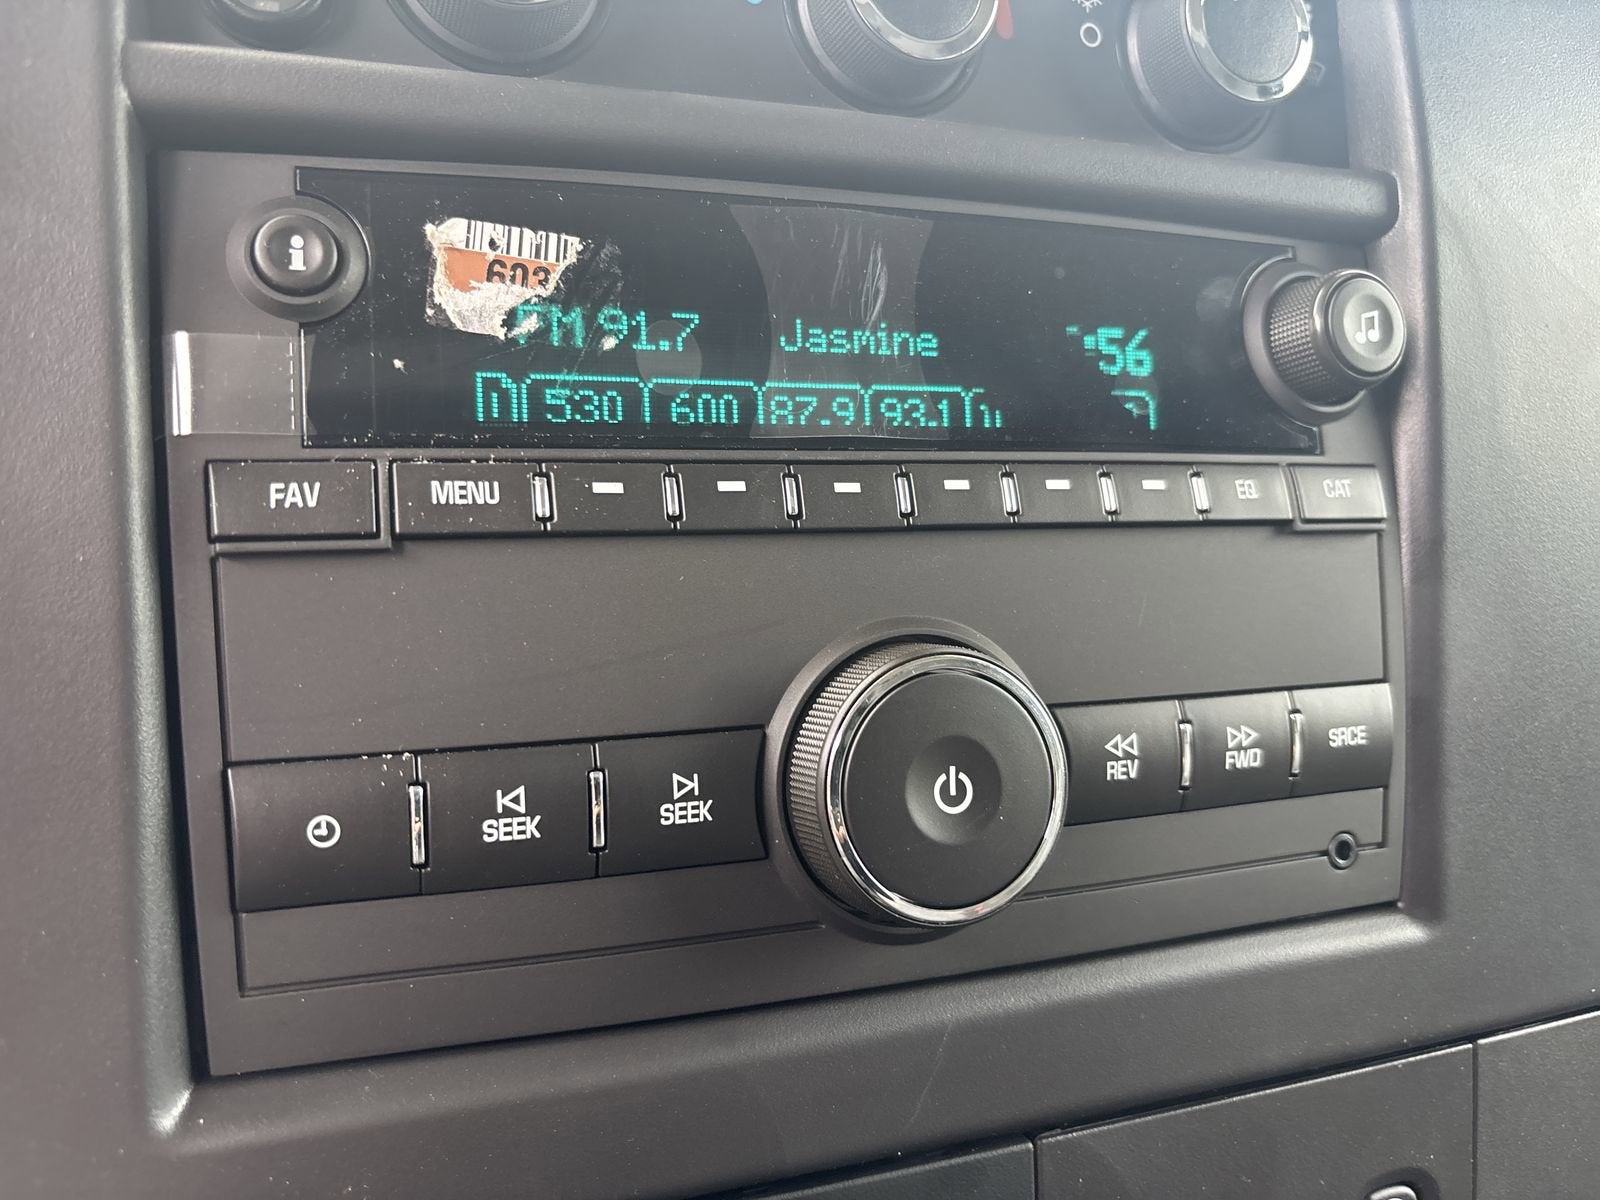 i
603
FM 91.7 Jasmine :56
530 600 87.9 93.1
FAV MENU EQ CAT
SEEK SEEK REV FWD SRCE